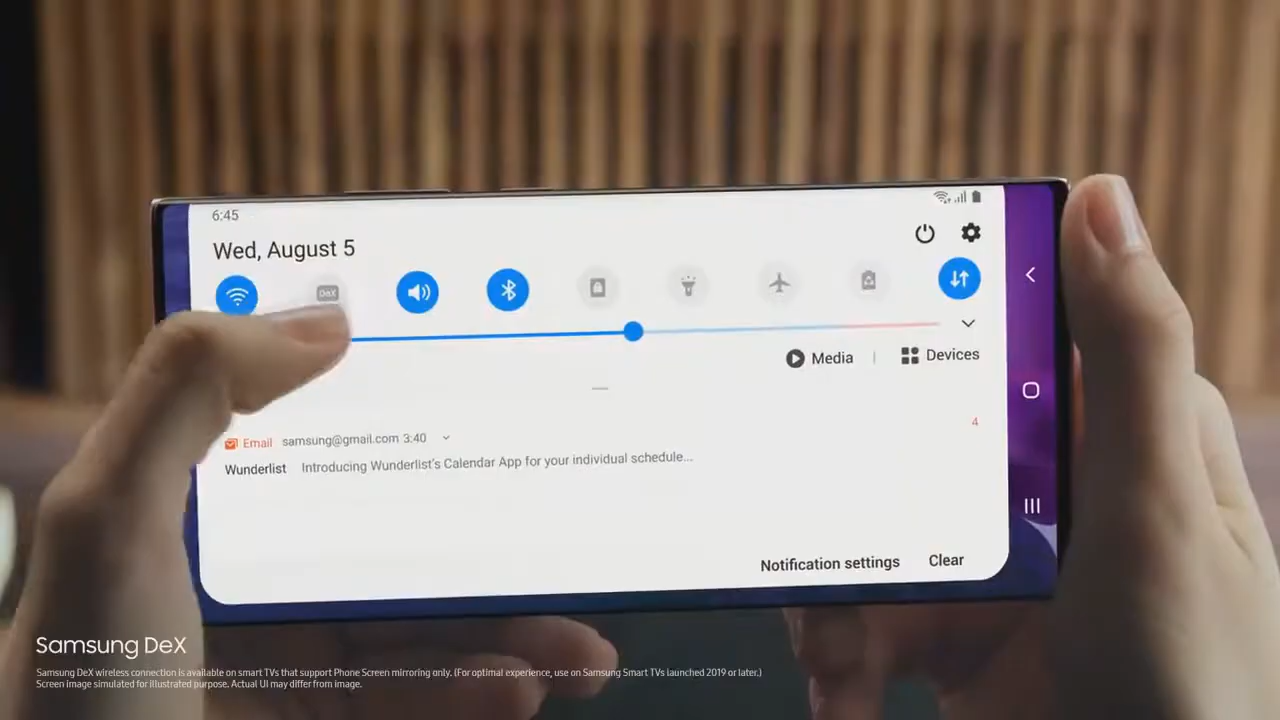 6:45
Wed, August 5
DeX
Media | Devices
Email samsung@gmail.com 3:40
4
Wunderlist Introducing Wunderlist's Calendar App for your individual schedule...
Notification settings Clear
Samsung DeX
Samsung DeX wireless connection is available on smart TVs that support Phone Screen mirroring only. (For optimal experience, use on Samsung Smart TVs launched 2019 or later.)
Screen image simulated for illustrated purpose. Actual UI may differ from image.